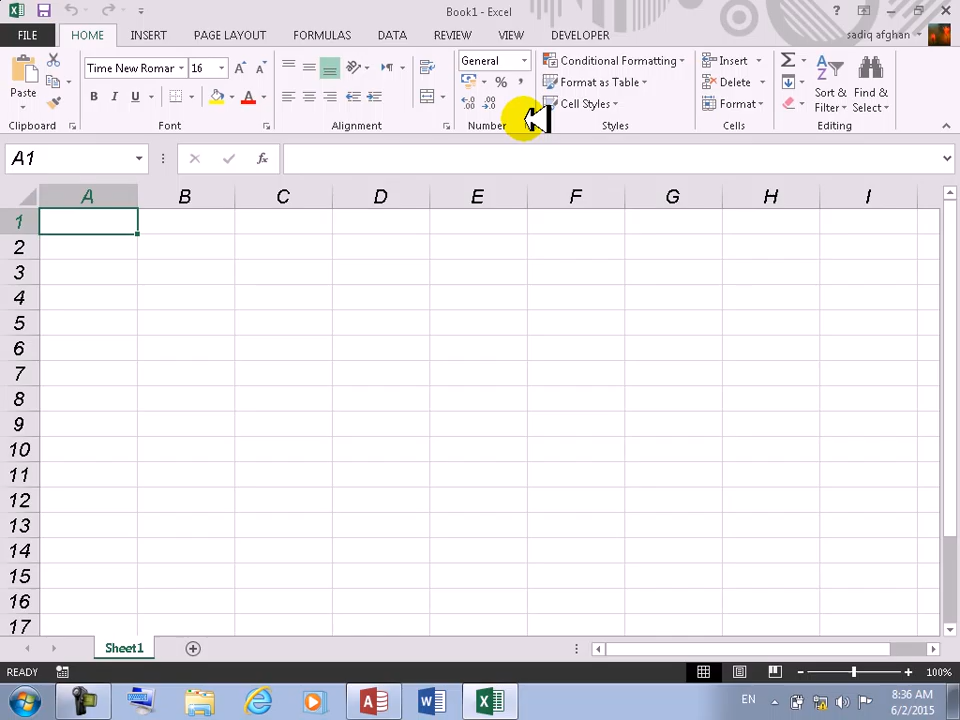 Book1 - Excel
?
FILE HOME INSERT PAGE LAYOUT FORMULAS DATA REVIEW VIEW DEVELOPER sadiq afghan
Paste Time New Romar 16 A A General Conditional Formatting Insert Σ
B I U A % , Format as Table Delete Sort & Filter Find & Select
Cell Styles Format
Clipboard Font Alignment Number Styles Cells Editing
A1 fx
A B C D E F G H I
1
2
3
4
5
6
7
8
9
10
11
12
13
14
15
16
17
Sheet1
READY 100%
EN 8:36 AM
6/2/2015